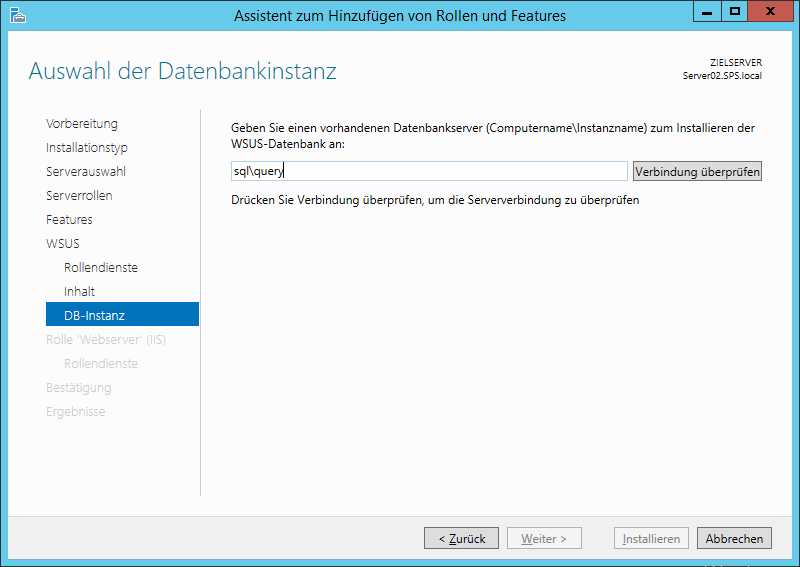 Assistent zum Hinzufügen von Rollen und Features
Auswahl der Datenbankinstanz
ZIELSERVER
Server02.SPS.local
Vorbereitung
Installationstyp
Serverauswahl
Serverrollen
Features
WSUS
Rollendienste
Inhalt
DB-Instanz
Rolle 'Webserver' (IIS)
Rollendienste
Bestätigung
Ergebnisse
Geben Sie einen vorhandenen Datenbankserver (Computername\Instanzname) zum Installieren der
WSUS-Datenbank an:
sql\query
Verbindung überprüfen
Drücken Sie Verbindung überprüfen, um die Serververbindung zu überprüfen
< Zurück
Weiter >
Installieren
Abbrechen